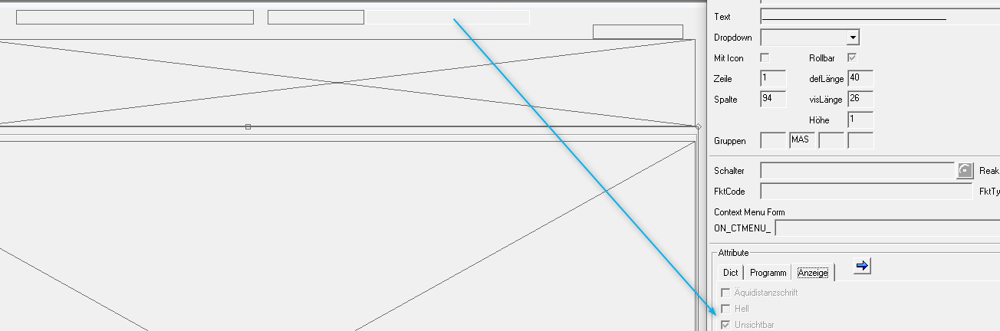 Text
Dropdown
Mit Icon Rollbar
Zeile 1 defLänge 40
Spalte 94 visLänge 26
Höhe 1
Gruppen MAS
Schalter Reak
FktCode FktTy
Context Menu Form
ON_CTMENU_
Attribute
Dict Programm Anzeige
Äquidistanzschrift
Hell
Unsichtbar